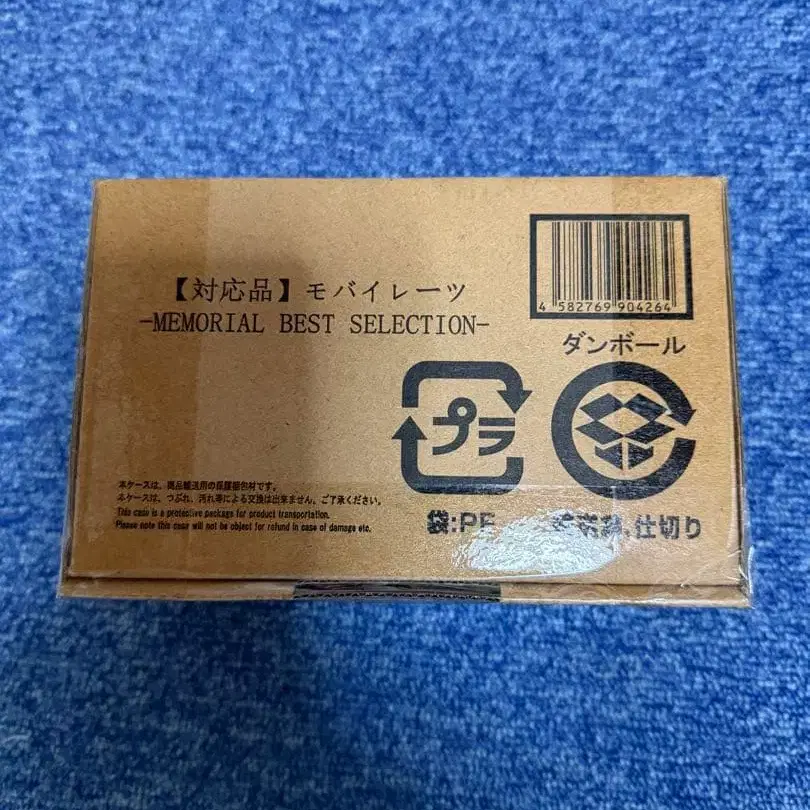 【対応品】モバイレーツ
-MEMORIAL BEST SELECTION-
4 582769 904264
ダンボール
プラ
袋:PE
仕切り
本ケースは、商品輸送用の保護梱包材です。
本ケースは、つぶれ、汚れ等による交換は出来ません。ご了承ください。
This case is a protective package for product transportation.
Please note this case will not be object for refund in case of damage etc.